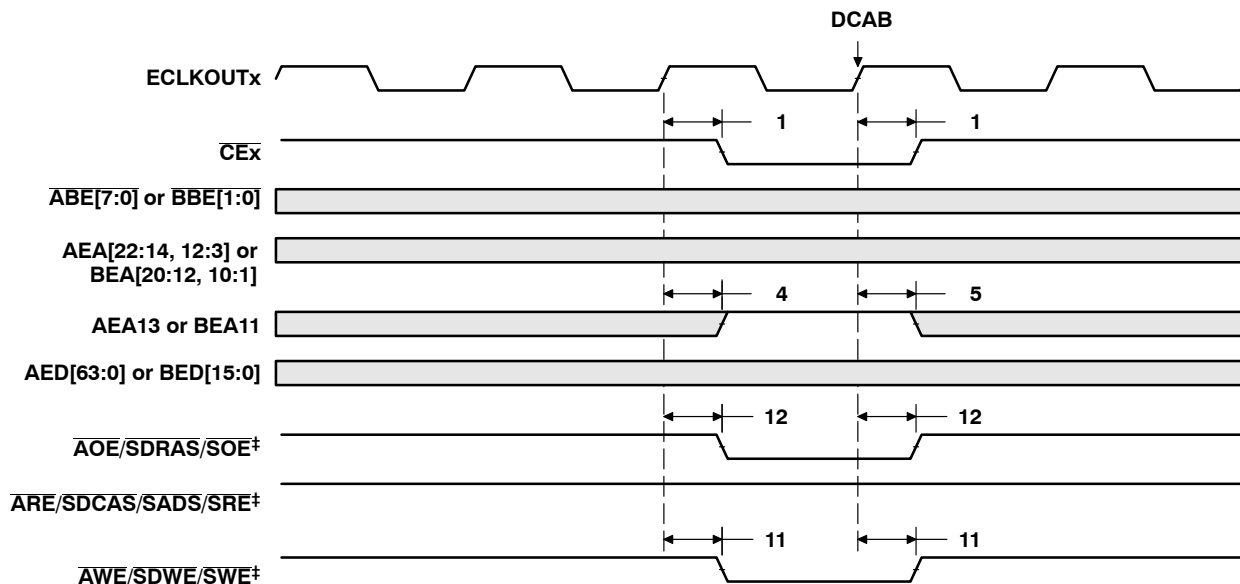 DCAB
ECLKOUTx
1 1
CEx
ABE[7:0] or BBE[1:0]
AEA[22:14, 12:3] or
BEA[20:12, 10:1]
4 5
AEA13 or BEA11
AED[63:0] or BED[15:0]
12 12
AOE/SDRAS/SOE‡
ARE/SDCAS/SADS/SRE‡
11 11
AWE/SDWE/SWE‡